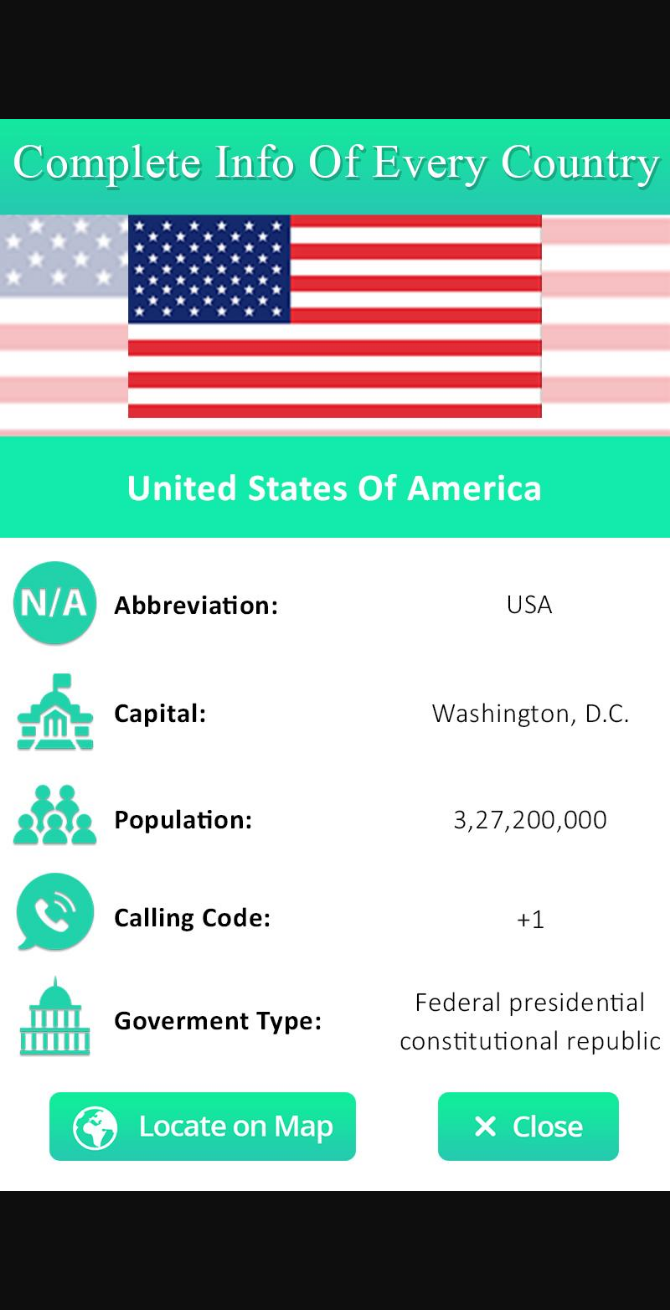 Complete Info Of Every Country
United States Of America
N/A Abbreviation: USA
Capital: Washington, D.C.
Population: 3,27,200,000
Calling Code: +1
Goverment Type: Federal presidential
constitutional republic
Locate on Map × Close